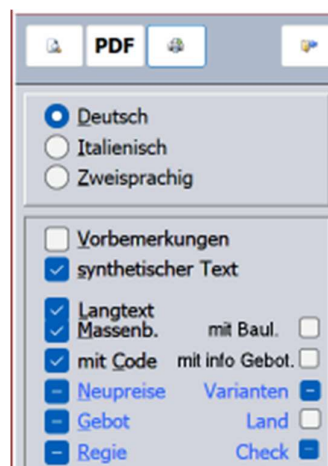 PDF
Deutsch
Italienisch
Zweisprachig
Vorbemerkungen
synthetischer Text
Langtext
Massenb. mit Baul.
mit Code mit info Gebot.
Neupreise Varianten
Gebot Land
Regie Check